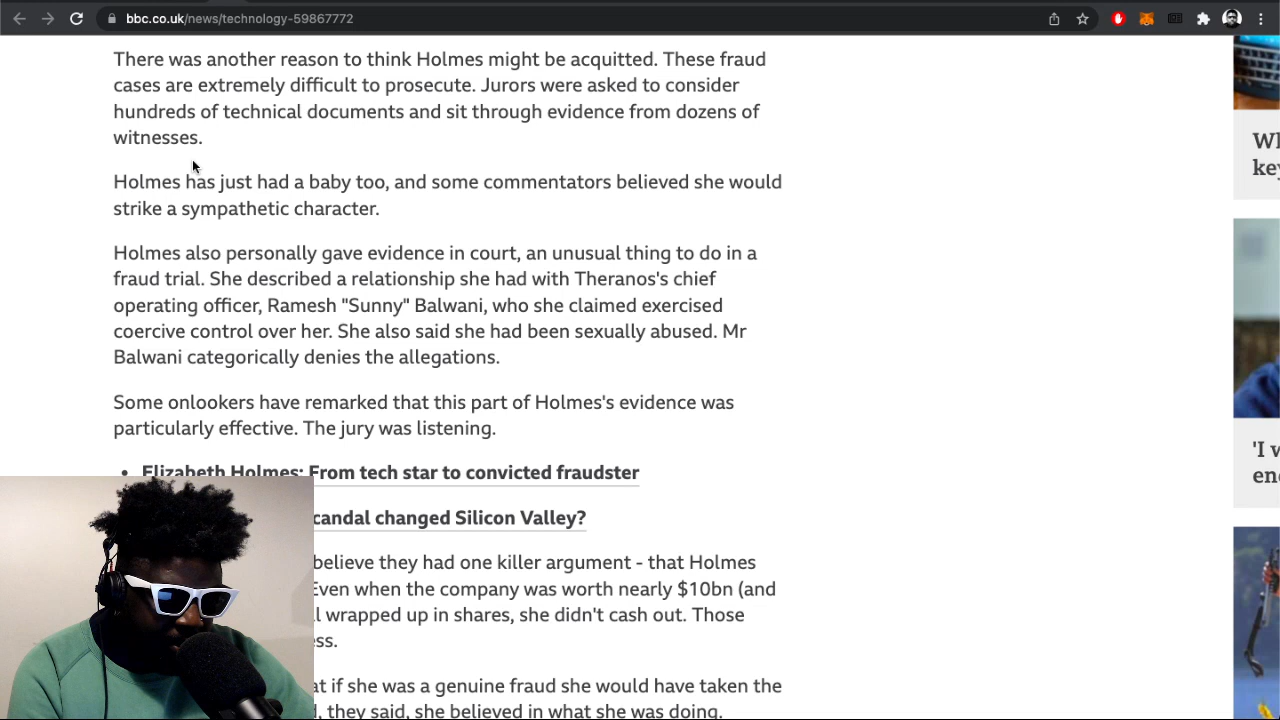 bbc.co.uk/news/technology-59867772
There was another reason to think Holmes might be acquitted. These fraud
cases are extremely difficult to prosecute. Jurors were asked to consider
hundreds of technical documents and sit through evidence from dozens of
witnesses.
Holmes has just had a baby too, and some commentators believed she would
strike a sympathetic character.
Holmes also personally gave evidence in court, an unusual thing to do in a
fraud trial. She described a relationship she had with Theranos's chief
operating officer, Ramesh "Sunny" Balwani, who she claimed exercised
coercive control over her. She also said she had been sexually abused. Mr
Balwani categorically denies the allegations.
Some onlookers have remarked that this part of Holmes's evidence was
particularly effective. The jury was listening.
• Elizabeth Holmes: From tech star to convicted fraudster
candal changed Silicon Valley?
believe they had one killer argument - that Holmes
Even when the company was worth nearly $10bn (and
l wrapped up in shares, she didn't cash out. Those
ess.
at if she was a genuine fraud she would have taken the
, they said, she believed in what she was doing.
Wl
key
'I w
en